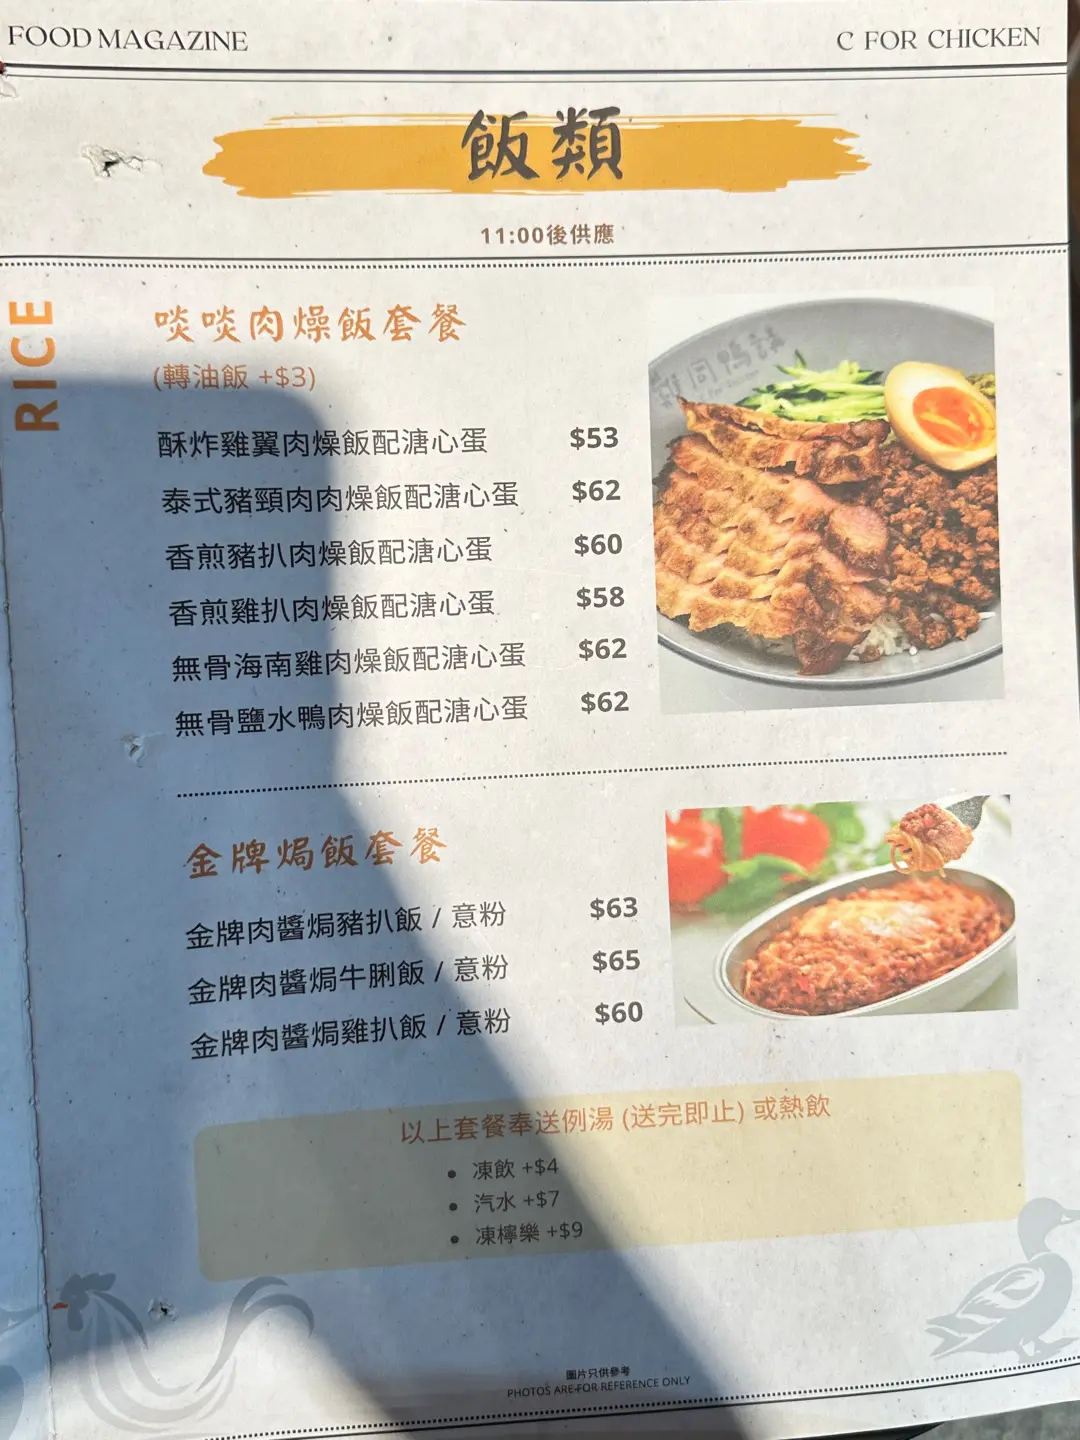 FOOD MAGAZINE
C FOR CHICKEN
飯類
11:00後供應
RICE
啖啖肉燥飯套餐
(轉油飯 +$3)
酥炸雞翼肉燥飯配溏心蛋 $53
泰式豬頸肉肉燥飯配溏心蛋 $62
香煎豬扒肉燥飯配溏心蛋 $60
香煎雞扒肉燥飯配溏心蛋 $58
無骨海南雞肉燥飯配溏心蛋 $62
無骨鹽水鴨肉燥飯配溏心蛋 $62
金牌焗飯套餐
金牌肉醬焗豬扒飯 / 意粉 $63
金牌肉醬焗牛脷飯 / 意粉 $65
金牌肉醬焗雞扒飯 / 意粉 $60
以上套餐奉送例湯 (送完即止) 或熱飲
• 凍飲 +$4
• 汽水 +$7
• 凍檸樂 +$9
圖片只供參考
PHOTOS ARE FOR REFERENCE ONLY